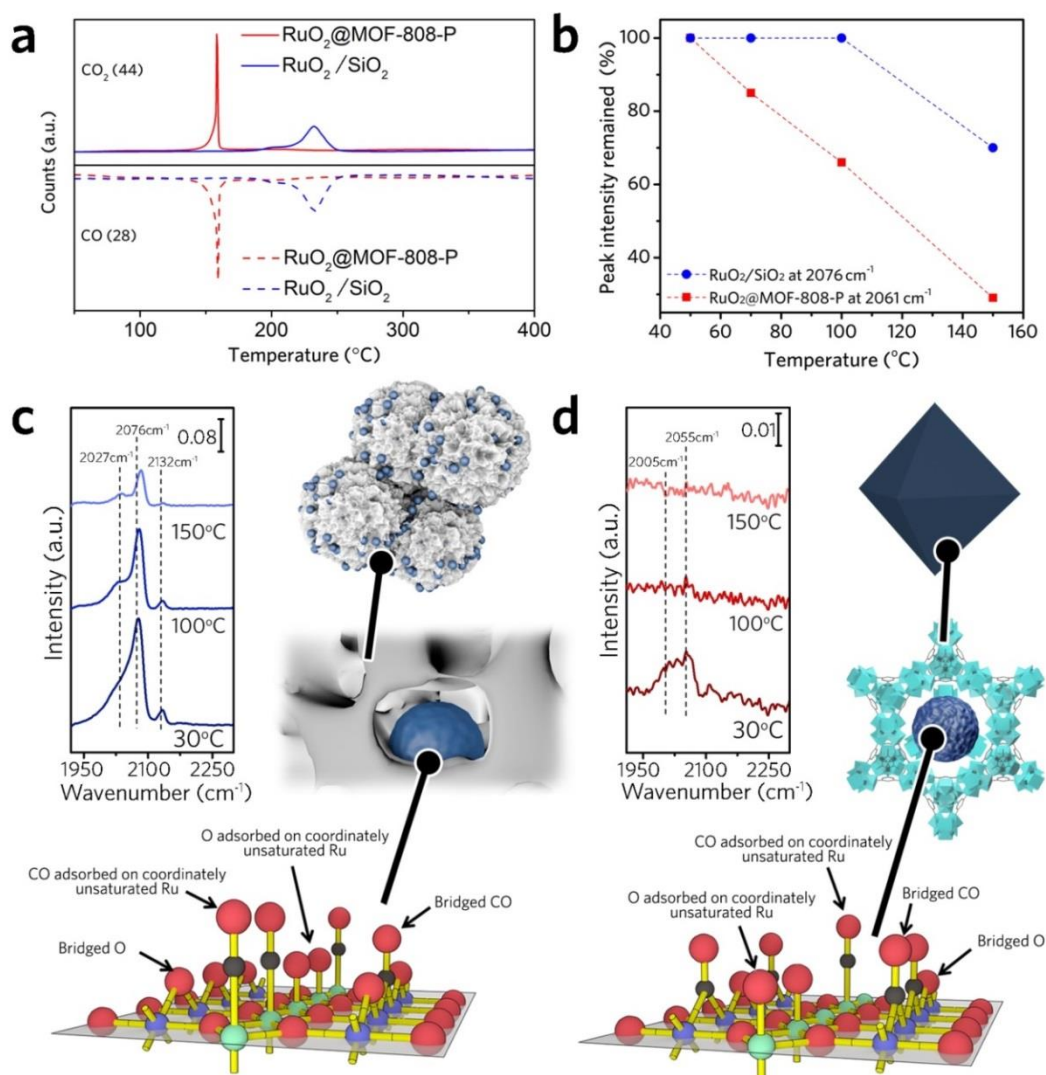 a
RuO₂@MOF-808-P
RuO₂ /SiO₂
CO₂ (44)
CO (28)
RuO₂@MOF-808-P
RuO₂ /SiO₂
Counts (a.u.)
100
200
300
400
Temperature (°C)
b
100
80
60
40
Peak intensity remained (%)
RuO₂/SiO₂ at 2076 cm⁻¹
RuO₂@MOF-808-P at 2061 cm⁻¹
40
60
80
100
120
140
160
Temperature (°C)
c
2076cm⁻¹
0.08
2027cm⁻¹
2132cm⁻¹
150°C
100°C
30°C
Intensity (a.u.)
1950
2100
2250
Wavenumber (cm⁻¹)
O adsorbed on coordinately
unsaturated Ru
CO adsorbed on coordinately
unsaturated Ru
Bridged CO
Bridged O
d
2055cm⁻¹
0.01
2005cm⁻¹
150°C
100°C
30°C
Intensity (a.u.)
1950
2100
2250
Wavenumber (cm⁻¹)
CO adsorbed on coordinately
unsaturated Ru
O adsorbed on coordinately
unsaturated Ru
Bridged CO
Bridged O